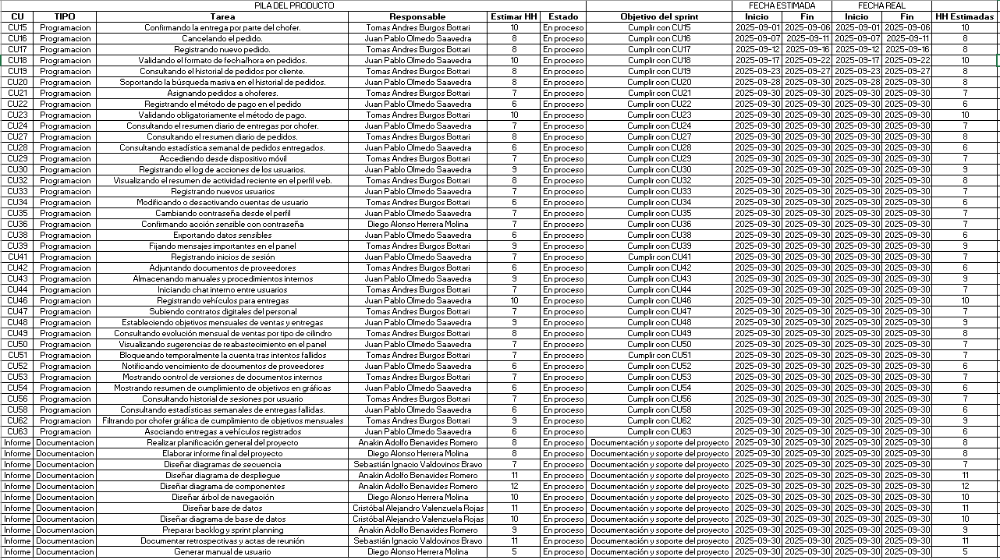 PILA DEL PRODUCTO FECHA ESTIMADA FECHA REAL
CU TIPO Tarea Responsable Estimar HH Estado Objetivo del sprint Inicio Fin Inicio Fin HH Estimadas
CU15 Programacion Confirmando la entrega por parte del chofer. Tomas Andres Burgos Bottari 10 En proceso Cumplir con CU15 2025-09-01 2025-09-06 2025-09-01 2025-09-06 10
CU16 Programacion Cancelando el pedido. Juan Pablo Olmedo Saavedra 8 En proceso Cumplir con CU16 2025-09-07 2025-09-11 2025-09-07 2025-09-11 8
CU17 Programacion Registrando nuevo pedido. Tomas Andres Burgos Bottari 8 En proceso Cumplir con CU17 2025-09-12 2025-09-16 2025-09-12 2025-09-16 8
CU18 Programacion Validando el formato de fecha/hora en pedidos. Juan Pablo Olmedo Saavedra 10 En proceso Cumplir con CU18 2025-09-17 2025-09-22 2025-09-17 2025-09-22 10
CU19 Programacion Consultando el historial de pedidos por cliente. Tomas Andres Burgos Bottari 8 En proceso Cumplir con CU19 2025-09-23 2025-09-27 2025-09-23 2025-09-27 8
CU20 Programacion Soportando la búsqueda masiva en el historial de pedidos. Juan Pablo Olmedo Saavedra 8 En proceso Cumplir con CU20 2025-09-28 2025-09-30 2025-09-28 2025-09-30 8
CU21 Programacion Asignando pedidos a choferes. Tomas Andres Burgos Bottari 7 En proceso Cumplir con CU21 2025-09-30 2025-09-30 2025-09-30 2025-09-30 7
CU22 Programacion Registrando el método de pago en el pedido Juan Pablo Olmedo Saavedra 6 En proceso Cumplir con CU22 2025-09-30 2025-09-30 2025-09-30 2025-09-30 6
CU23 Programacion Validando obligatoriamente el método de pago. Tomas Andres Burgos Bottari 10 En proceso Cumplir con CU23 2025-09-30 2025-09-30 2025-09-30 2025-09-30 10
CU24 Programacion Consultando el resumen diario de entregas por chofer. Juan Pablo Olmedo Saavedra 7 En proceso Cumplir con CU24 2025-09-30 2025-09-30 2025-09-30 2025-09-30 7
CU27 Programacion Consultando el resumen diario de pedidos. Tomas Andres Burgos Bottari 8 En proceso Cumplir con CU27 2025-09-30 2025-09-30 2025-09-30 2025-09-30 8
CU28 Programacion Consultando estadística semanal de pedidos entregados. Juan Pablo Olmedo Saavedra 6 En proceso Cumplir con CU28 2025-09-30 2025-09-30 2025-09-30 2025-09-30 6
CU29 Programacion Accediendo desde dispositivo móvil Tomas Andres Burgos Bottari 7 En proceso Cumplir con CU29 2025-09-30 2025-09-30 2025-09-30 2025-09-30 7
CU30 Programacion Registrando el log de acciones de los usuarios. Juan Pablo Olmedo Saavedra 9 En proceso Cumplir con CU30 2025-09-30 2025-09-30 2025-09-30 2025-09-30 9
CU32 Programacion Visualizando el resumen de actividad reciente en el perfil web. Tomas Andres Burgos Bottari 8 En proceso Cumplir con CU32 2025-09-30 2025-09-30 2025-09-30 2025-09-30 8
CU33 Programacion Registrando nuevos usuarios Juan Pablo Olmedo Saavedra 7 En proceso Cumplir con CU33 2025-09-30 2025-09-30 2025-09-30 2025-09-30 7
CU34 Programacion Modificando o desactivando cuentas de usuario Tomas Andres Burgos Bottari 6 En proceso Cumplir con CU34 2025-09-30 2025-09-30 2025-09-30 2025-09-30 6
CU35 Programacion Cambiando contraseña desde el perfil Juan Pablo Olmedo Saavedra 7 En proceso Cumplir con CU35 2025-09-30 2025-09-30 2025-09-30 2025-09-30 7
CU36 Programacion Confirmando acción sensible con contraseña Diego Alonso Herrera Molina 7 En proceso Cumplir con CU36 2025-09-30 2025-09-30 2025-09-30 2025-09-30 7
CU38 Programacion Exportando datos sensibles Juan Pablo Olmedo Saavedra 6 En proceso Cumplir con CU38 2025-09-30 2025-09-30 2025-09-30 2025-09-30 6
CU39 Programacion Fijando mensajes importantes en el panel Tomas Andres Burgos Bottari 9 En proceso Cumplir con CU39 2025-09-30 2025-09-30 2025-09-30 2025-09-30 9
CU41 Programacion Registrando inicios de sesión Juan Pablo Olmedo Saavedra 7 En proceso Cumplir con CU41 2025-09-30 2025-09-30 2025-09-30 2025-09-30 7
CU42 Programacion Adjuntando documentos de proveedores Tomas Andres Burgos Bottari 6 En proceso Cumplir con CU42 2025-09-30 2025-09-30 2025-09-30 2025-09-30 6
CU43 Programacion Almacenando manuales y procedimientos internos Juan Pablo Olmedo Saavedra 9 En proceso Cumplir con CU43 2025-09-30 2025-09-30 2025-09-30 2025-09-30 9
CU44 Programacion Iniciando chat interno entre usuarios Tomas Andres Burgos Bottari 7 En proceso Cumplir con CU44 2025-09-30 2025-09-30 2025-09-30 2025-09-30 7
CU46 Programacion Registrando vehículos para entregas Juan Pablo Olmedo Saavedra 10 En proceso Cumplir con CU46 2025-09-30 2025-09-30 2025-09-30 2025-09-30 10
CU47 Programacion Subiendo contratos digitales del personal Tomas Andres Burgos Bottari 7 En proceso Cumplir con CU47 2025-09-30 2025-09-30 2025-09-30 2025-09-30 7
CU48 Programacion Estableciendo objetivos mensuales de ventas y entregas Juan Pablo Olmedo Saavedra 9 En proceso Cumplir con CU48 2025-09-30 2025-09-30 2025-09-30 2025-09-30 9
CU49 Programacion Consultando evolución mensual de ventas por tipo de cilindro Tomas Andres Burgos Bottari 8 En proceso Cumplir con CU49 2025-09-30 2025-09-30 2025-09-30 2025-09-30 8
CU50 Programacion Visualizando sugerencias de reabastecimiento en el panel Juan Pablo Olmedo Saavedra 7 En proceso Cumplir con CU50 2025-09-30 2025-09-30 2025-09-30 2025-09-30 7
CU51 Programacion Bloqueando temporalmente la cuenta tras intentos fallidos Tomas Andres Burgos Bottari 7 En proceso Cumplir con CU51 2025-09-30 2025-09-30 2025-09-30 2025-09-30 7
CU52 Programacion Notificando vencimiento de documentos de proveedores Juan Pablo Olmedo Saavedra 6 En proceso Cumplir con CU52 2025-09-30 2025-09-30 2025-09-30 2025-09-30 6
CU53 Programacion Mostrando control de versiones de documentos internos Tomas Andres Burgos Bottari 7 En proceso Cumplir con CU53 2025-09-30 2025-09-30 2025-09-30 2025-09-30 7
CU54 Programacion Mostrando resumen de cumplimiento de objetivos en gráficas Juan Pablo Olmedo Saavedra 6 En proceso Cumplir con CU54 2025-09-30 2025-09-30 2025-09-30 2025-09-30 6
CU56 Programacion Consultando historial de sesiones por usuario Tomas Andres Burgos Bottari 7 En proceso Cumplir con CU56 2025-09-30 2025-09-30 2025-09-30 2025-09-30 7
CU58 Programacion Consultando estadísticas semanales de entregas fallidas. Juan Pablo Olmedo Saavedra 6 En proceso Cumplir con CU58 2025-09-30 2025-09-30 2025-09-30 2025-09-30 6
CU62 Programacion Filtrando por chofer gráfica de cumplimiento de objetivos mensuales Tomas Andres Burgos Bottari 9 En proceso Cumplir con CU62 2025-09-30 2025-09-30 2025-09-30 2025-09-30 9
CU63 Programacion Asociando entregas a vehículos registrados Juan Pablo Olmedo Saavedra 6 En proceso Cumplir con CU63 2025-09-30 2025-09-30 2025-09-30 2025-09-30 6
Informe Documentacion Realizar planificación general del proyecto Anakin Adolfo Benavides Romero 8 En proceso Documentación y soporte del proyecto 2025-09-30 2025-09-30 2025-09-30 2025-09-30 8
Informe Documentacion Elaborar informe final del proyecto Diego Alonso Herrera Molina 8 En proceso Documentación y soporte del proyecto 2025-09-30 2025-09-30 2025-09-30 2025-09-30 8
Informe Documentacion Diseñar diagramas de secuencia Sebastián Ignacio Valdovinos Bravo 7 En proceso Documentación y soporte del proyecto 2025-09-30 2025-09-30 2025-09-30 2025-09-30 7
Informe Documentacion Diseñar diagrama de despliegue Anakin Adolfo Benavides Romero 11 En proceso Documentación y soporte del proyecto 2025-09-30 2025-09-30 2025-09-30 2025-09-30 11
Informe Documentacion Diseñar diagrama de componentes Anakin Adolfo Benavides Romero 12 En proceso Documentación y soporte del proyecto 2025-09-30 2025-09-30 2025-09-30 2025-09-30 12
Informe Documentacion Diseñar árbol de navegación Diego Alonso Herrera Molina 10 En proceso Documentación y soporte del proyecto 2025-09-30 2025-09-30 2025-09-30 2025-09-30 10
Informe Documentacion Diseñar base de datos Cristóbal Alejandro Valenzuela Rojas 11 En proceso Documentación y soporte del proyecto 2025-09-30 2025-09-30 2025-09-30 2025-09-30 11
Informe Documentacion Diseñar diagrama de base de datos Cristóbal Alejandro Valenzuela Rojas 10 En proceso Documentación y soporte del proyecto 2025-09-30 2025-09-30 2025-09-30 2025-09-30 10
Informe Documentacion Preparar backlog y sprint planning Anakin Adolfo Benavides Romero 9 En proceso Documentación y soporte del proyecto 2025-09-30 2025-09-30 2025-09-30 2025-09-30 9
Informe Documentacion Documentar retrospectivas y actas de reunión Sebastián Ignacio Valdovinos Bravo 11 En proceso Documentación y soporte del proyecto 2025-09-30 2025-09-30 2025-09-30 2025-09-30 11
Informe Documentacion Generar manual de usuario Diego Alonso Herrera Molina 5 En proceso Documentación y soporte del proyecto 2025-09-30 2025-09-30 2025-09-30 2025-09-30 5